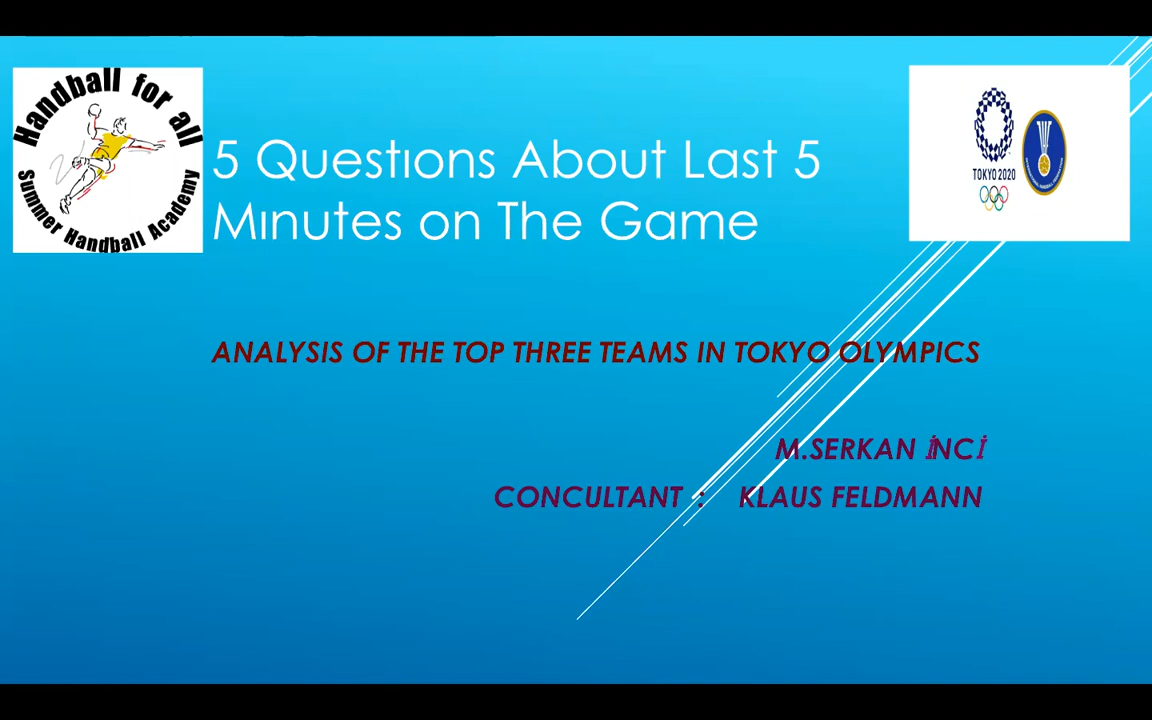 Handball for all
Summer Handball Academy
TOKYO 2020
5 Questıons About Last 5
Mınutes on The Game
ANALYSIS OF THE TOP THREE TEAMS IN TOKYO OLYMPICS
M.SERKAN İNCİ
CONCULTANT : KLAUS FELDMANN